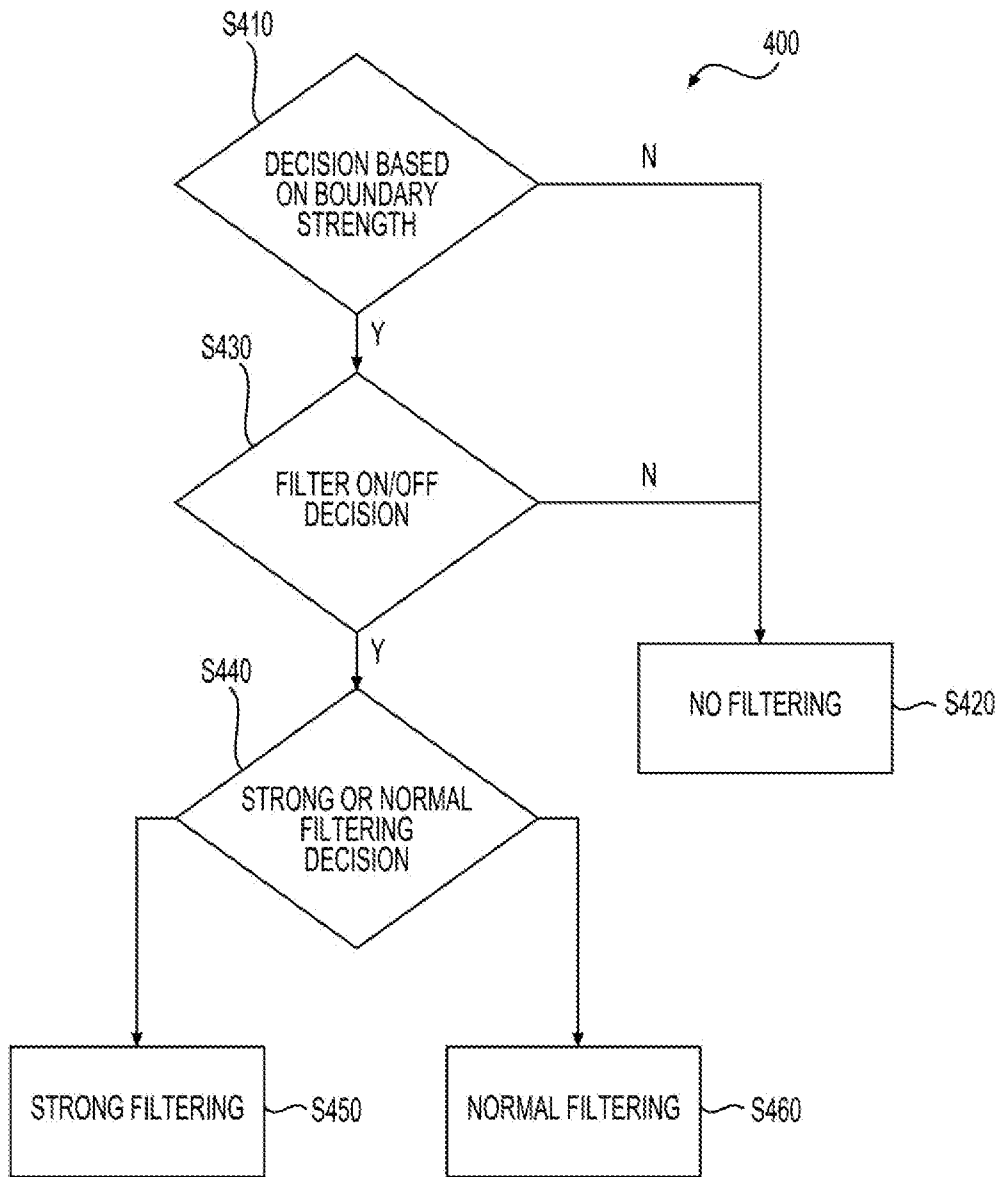 S410
400
DECISION BASED
ON BOUNDARY
STRENGTH
N
Y
S430
FILTER ON/OFF
DECISION
N
Y
S440
NO FILTERING
S420
STRONG OR NORMAL
FILTERING
DECISION
STRONG FILTERING
S450
NORMAL FILTERING
S460